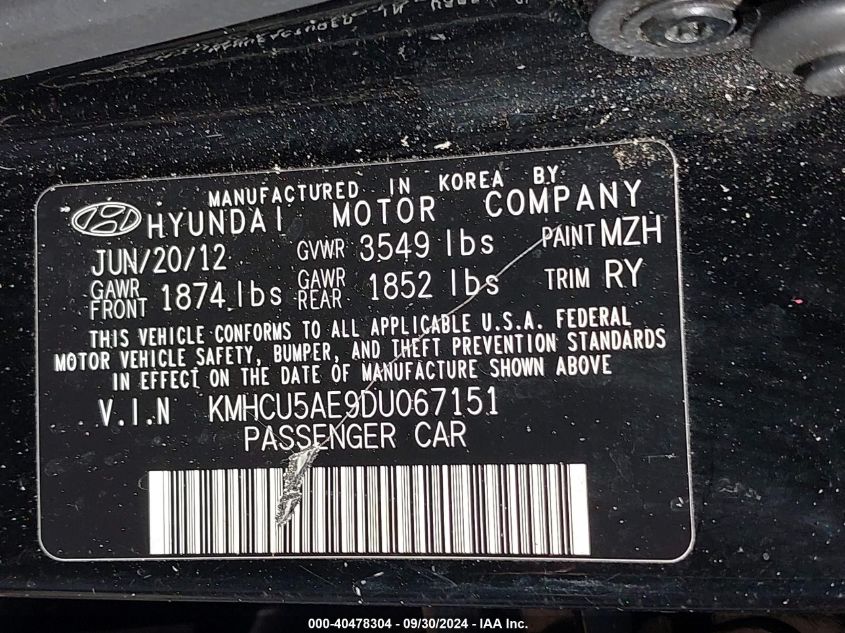 MANUFACTURED IN KOREA BY
HYUNDAI MOTOR COMPANY
JUN/20/12 GVWR 3549 lbs PAINT MZH
GAWR FRONT 1874 lbs GAWR REAR 1852 lbs TRIM RY
THIS VEHICLE CONFORMS TO ALL APPLICABLE U.S.A. FEDERAL
MOTOR VEHICLE SAFETY, BUMPER, AND THEFT PREVENTION STANDARDS
IN EFFECT ON THE DATE OF MANUFACTURE SHOWN ABOVE
V.I.N KMHCU5AE9DU067151
PASSENGER CAR
000-40478304 - 09/30/2024 - IAA Inc.